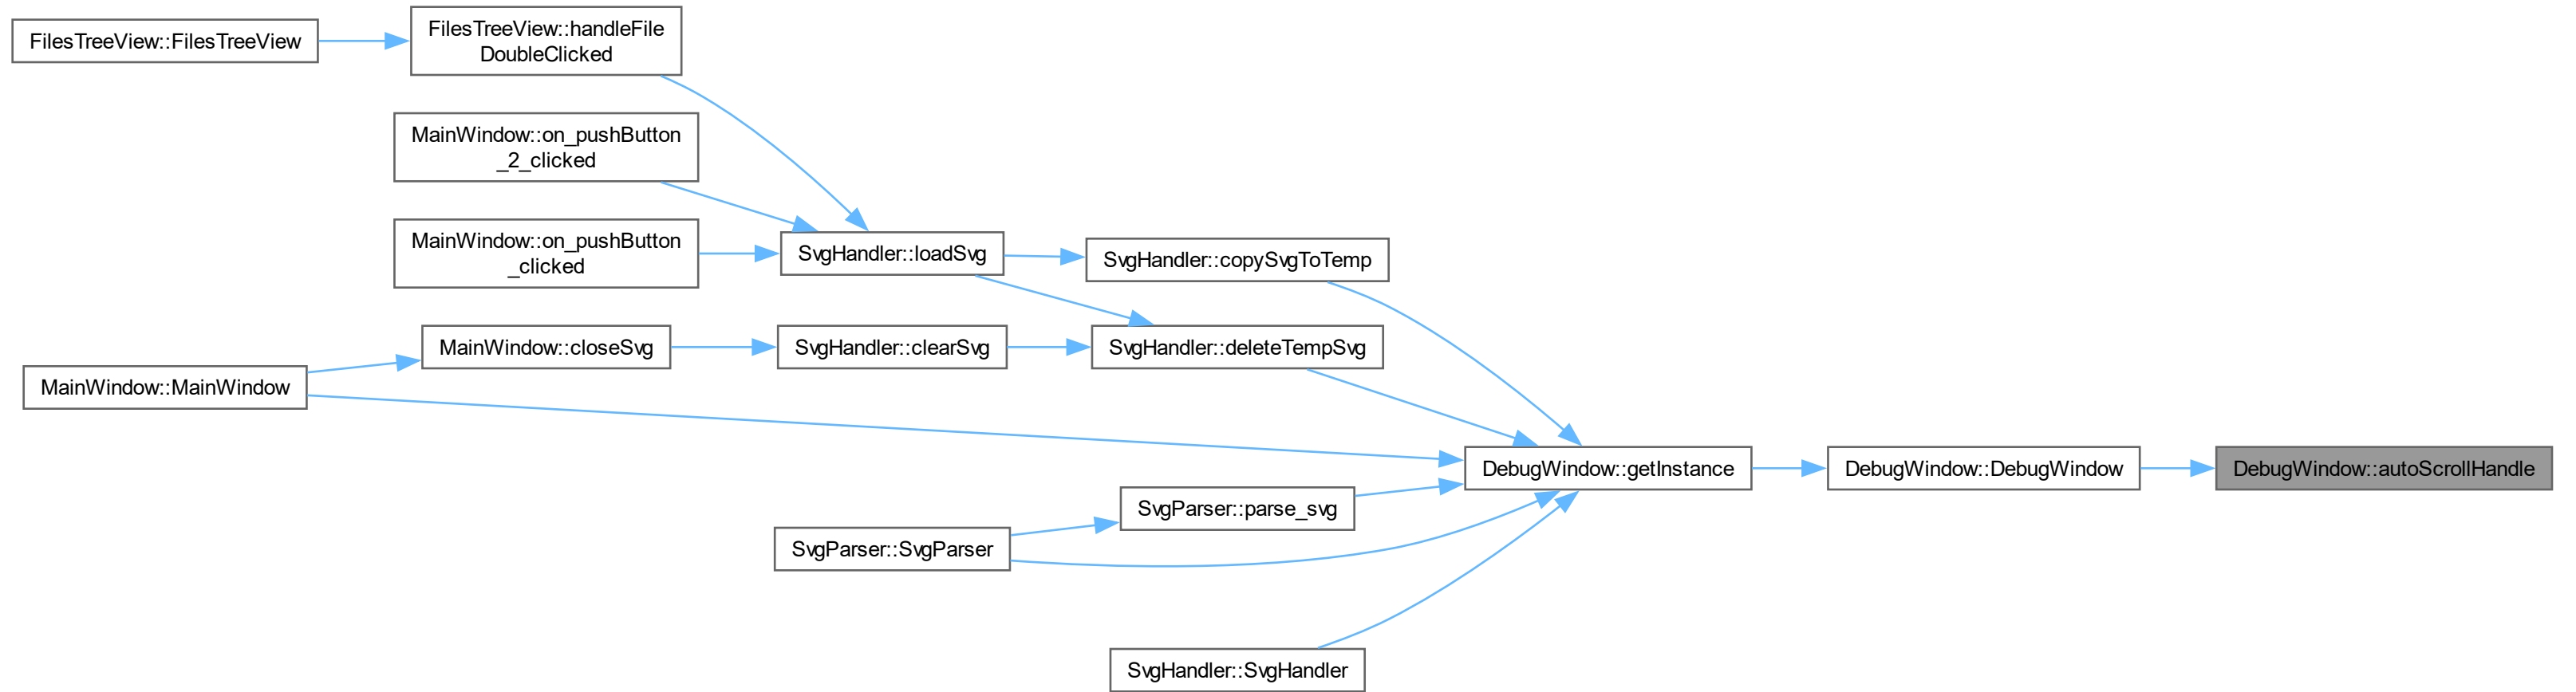 FilesTreeView::FilesTreeView
FilesTreeView::handleFile
DoubleClicked
MainWindow::on_pushButton
_2_clicked
MainWindow::on_pushButton
_clicked
SvgHandler::loadSvg
SvgHandler::copySvgToTemp
MainWindow::closeSvg
SvgHandler::clearSvg
SvgHandler::deleteTempSvg
MainWindow::MainWindow
DebugWindow::getInstance
DebugWindow::DebugWindow
DebugWindow::autoScrollHandle
SvgParser::parse_svg
SvgParser::SvgParser
SvgHandler::SvgHandler